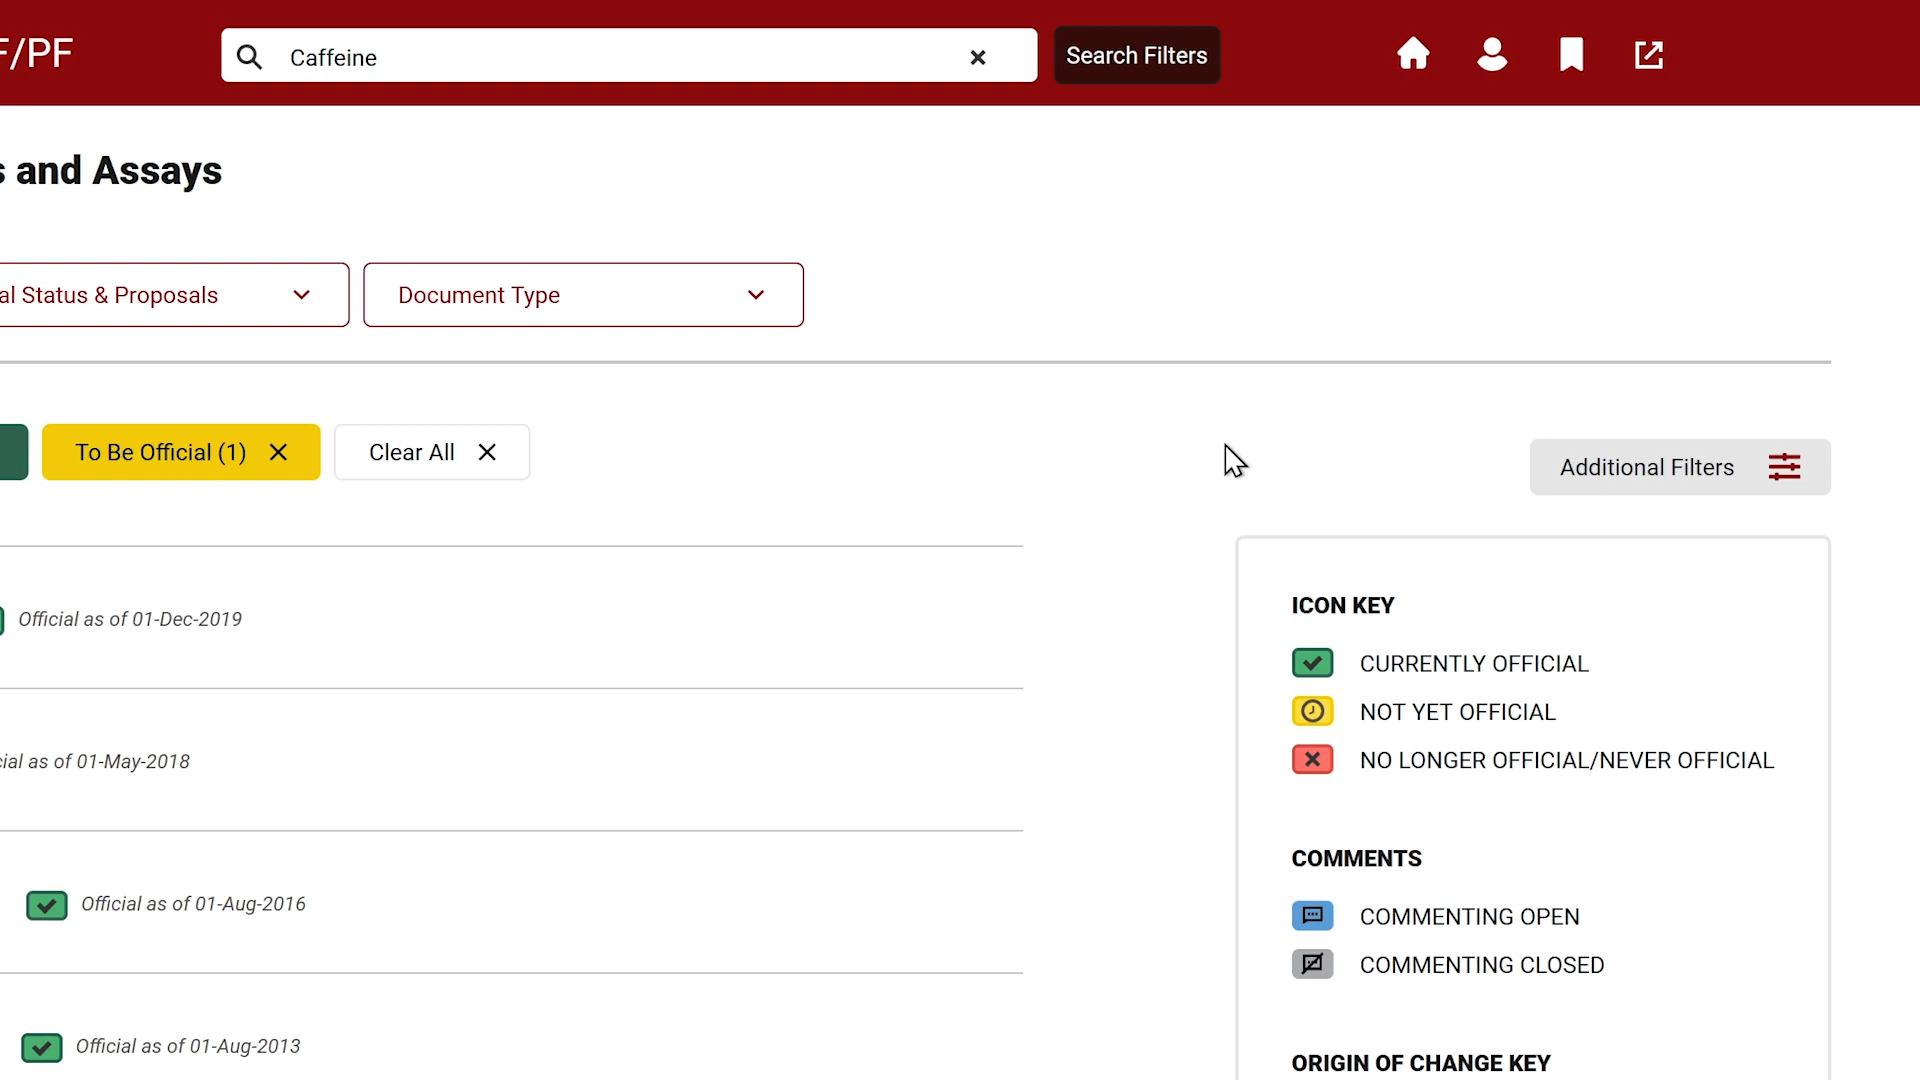 F/PF
Caffeine
Search Filters
s and Assays
al Status & Proposals
Document Type
To Be Official (1)
Clear All
Additional Filters
Official as of 01-Dec-2019
cial as of 01-May-2018
Official as of 01-Aug-2016
Official as of 01-Aug-2013
ICON KEY
CURRENTLY OFFICIAL
NOT YET OFFICIAL
NO LONGER OFFICIAL/NEVER OFFICIAL
COMMENTS
COMMENTING OPEN
COMMENTING CLOSED
ORIGIN OF CHANGE KEY